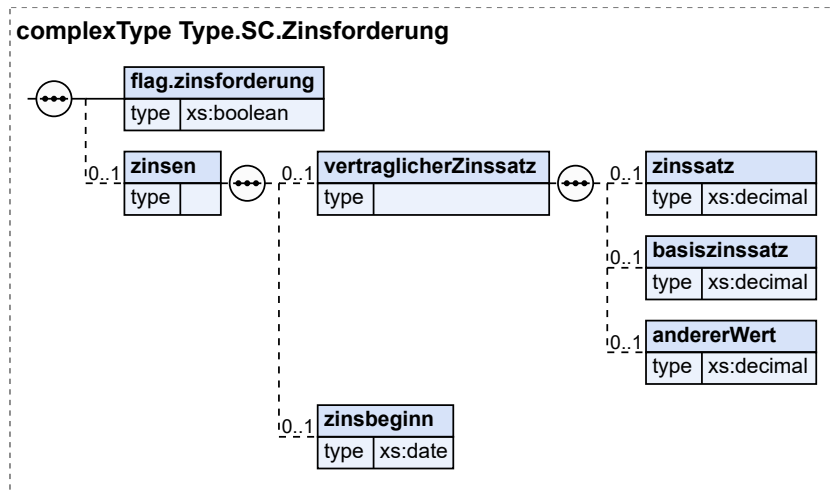 complexType Type.SC.Zinsforderung
flag.zinsforderung
type xs:boolean
0..1 zinsen
type
0..1 vertraglicherZinssatz
type
0..1 zinssatz
type xs:decimal
0..1 basiszinssatz
type xs:decimal
0..1 andererWert
type xs:decimal
0..1 zinsbeginn
type xs:date